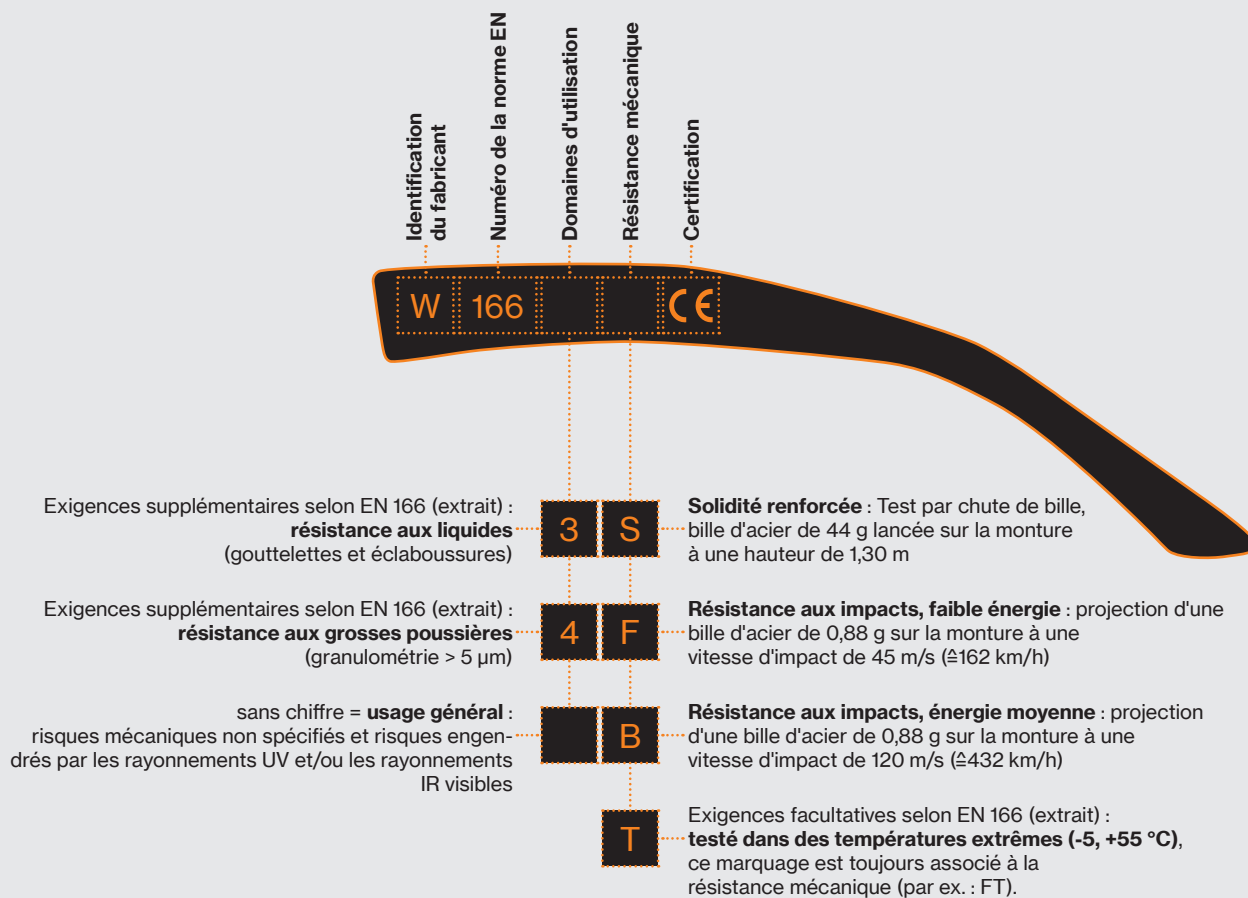 Identification
du fabricant
Numéro de la norme EN
Domaines d'utilisation
Résistance mécanique
Certification
W
166
CE
Exigences supplémentaires selon EN 166 (extrait) :
résistance aux liquides
(gouttelettes et éclaboussures)
3
S
Solidité renforcée : Test par chute de bille,
bille d'acier de 44 g lancée sur la monture
à une hauteur de 1,30 m
Exigences supplémentaires selon EN 166 (extrait) :
résistance aux grosses poussières
(granulométrie > 5 µm)
4
F
Résistance aux impacts, faible énergie : projection d'une
bille d'acier de 0,88 g sur la monture à une
vitesse d'impact de 45 m/s (≙162 km/h)
sans chiffre = usage général :
risques mécaniques non spécifiés et risques engen-
drés par les rayonnements UV et/ou les rayonnements
IR visibles
B
Résistance aux impacts, énergie moyenne : projection
d'une bille d'acier de 0,88 g sur la monture à une
vitesse d'impact de 120 m/s (≙432 km/h)
T
Exigences facultatives selon EN 166 (extrait) :
testé dans des températures extrêmes (-5, +55 °C),
ce marquage est toujours associé à la
résistance mécanique (par ex. : FT).